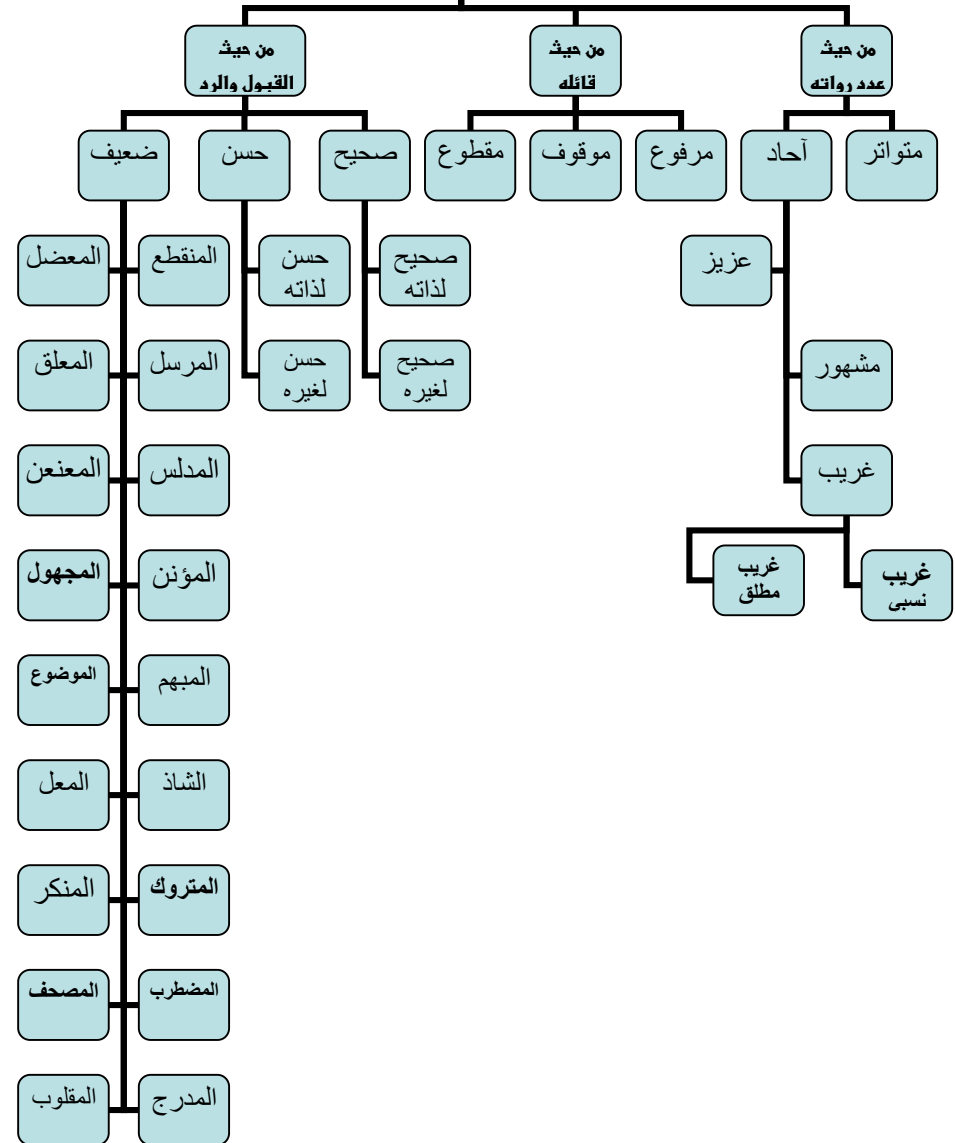 من حيث
عدد رواته
من حيث
قائله
من حيث
القبول والرد
متواتر
آحاد
مرفوع
موقوف
مقطوع
صحيح
حسن
ضعيف
عزيز
صحيح
لذاته
حسن
لذاته
المنقطع
المعضل
مشهور
صحيح
لغيره
حسن
لغيره
المرسل
المعلق
غريب
المدلس
المعنعن
غريب
نسبى
غريب
مطلق
المؤنن
المجهول
المبهم
الموضوع
الشاذ
المعل
المتروك
المنكر
المضطرب
المصحف
المدرج
المقلوب